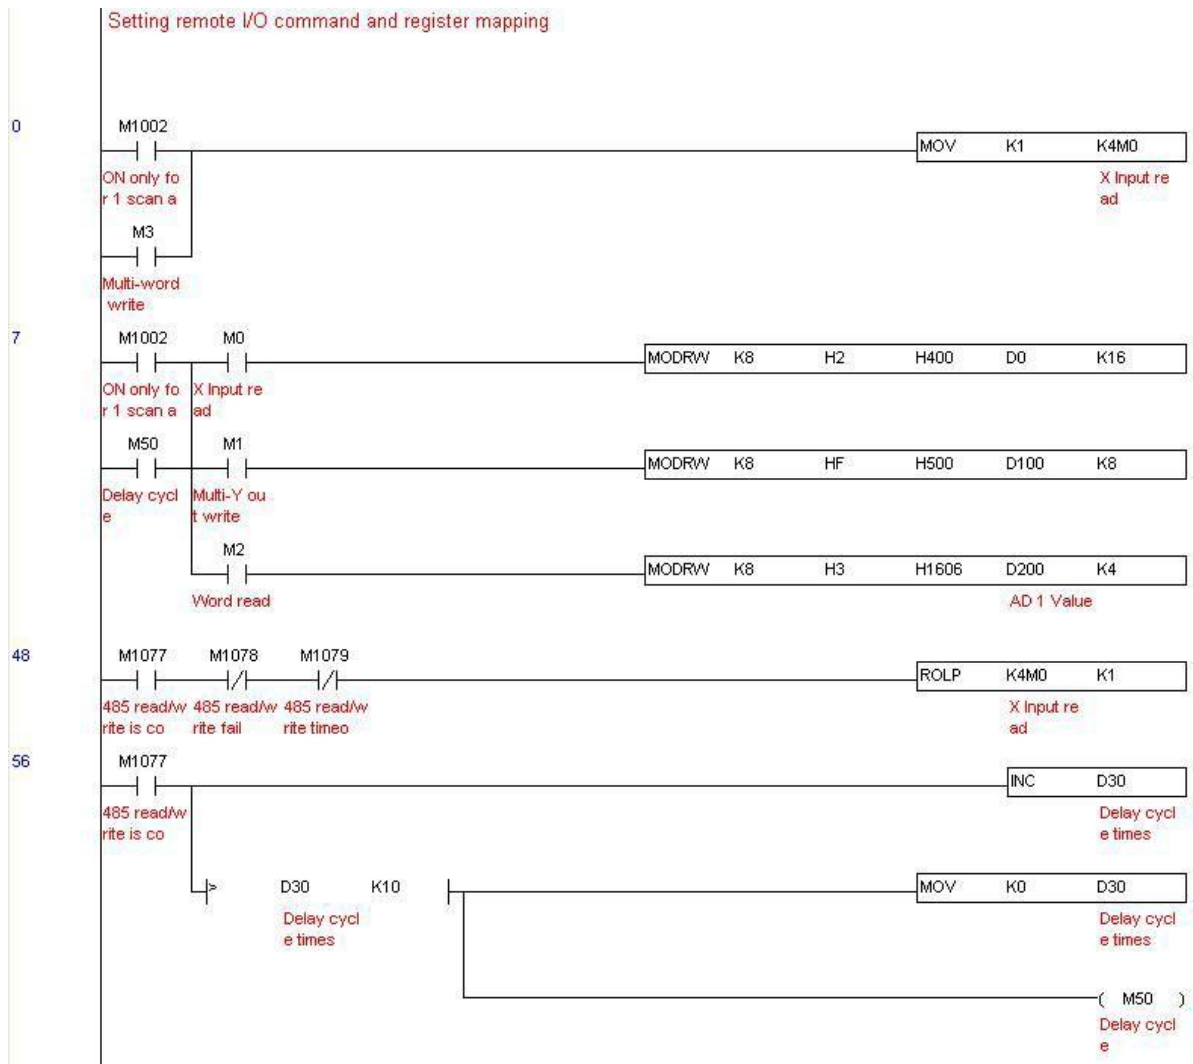 Setting remote I/O command and register mapping
0
M1002
MOV K1 K4M0
ON only fo
r 1 scan a
X Input re
ad
M3
Multi-word
write
7
M1002 M0
MODRW K8 H2 H400 D0 K16
ON only fo
r 1 scan a
X Input re
ad
M50 M1
MODRW K8 HF H500 D100 K8
Delay cycl
e
Multi-Y ou
t write
M2
MODRW K8 H3 H1606 D200 K4
Word read
AD 1 Value
48
M1077 M1078 M1079
ROLP K4M0 K1
485 read/w
rite is co
485 read/w
rite fail
485 read/w
rite timeo
X Input re
ad
56
M1077
INC D30
485 read/w
rite is co
Delay cycl
e times
> D30 K10
MOV K0 D30
Delay cycl
e times
Delay cycl
e times
( M50 )
Delay cycl
e